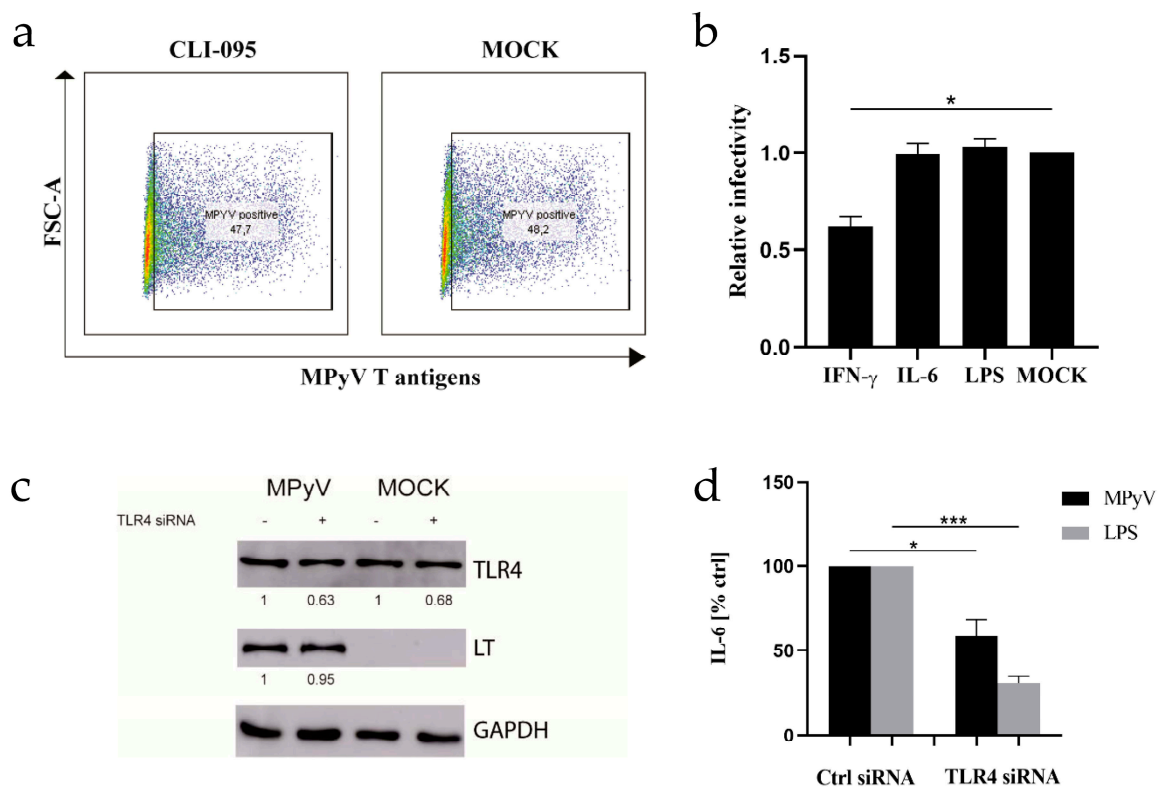 a
CLI-095
MOCK
FSC-A
MPYV positive
47,7
MPYV positive
48,2
MPyV T antigens
b
Relative infectivity
1.5
1.0
0.5
0.0
*
IFN-γ IL-6 LPS MOCK
c
MPyV MOCK
TLR4 siRNA - + - +
TLR4
1 0.63 1 0.68
LT
1 0.95
GAPDH
d
IL-6 [% ctrl]
150
100
50
0
***
*
MPyV
LPS
Ctrl siRNA TLR4 siRNA